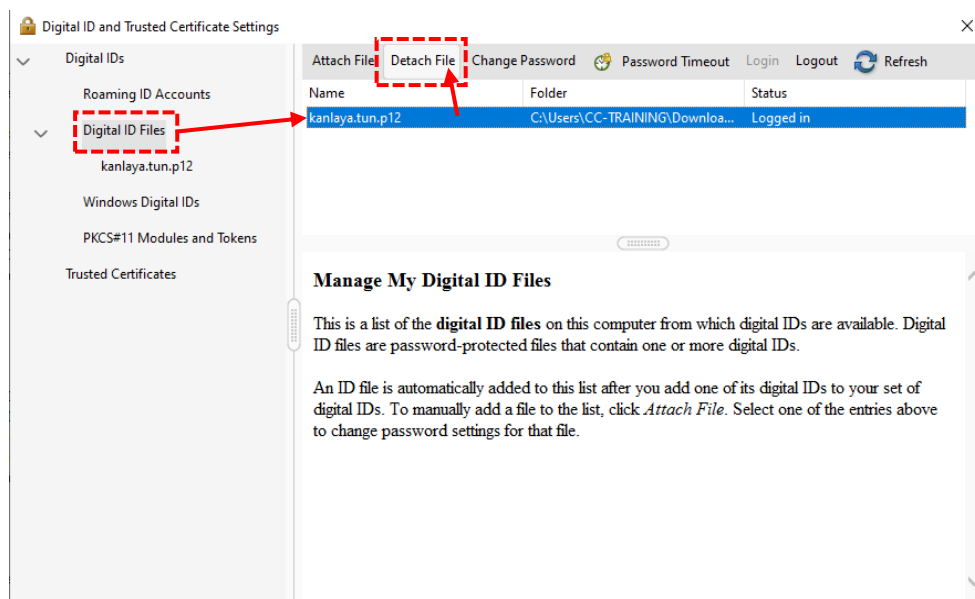 Digital ID and Trusted Certificate Settings
Digital IDs
Roaming ID Accounts
Digital ID Files
kanlaya.tun.p12
Windows Digital IDs
PKCS#11 Modules and Tokens
Trusted Certificates
Attach File Detach File Change Password Password Timeout Login Logout Refresh
Name Folder Status
kanlaya.tun.p12 C:\Users\CC-TRAINING\Downloa... Logged in
Manage My Digital ID Files
This is a list of the digital ID files on this computer from which digital IDs are available. Digital
ID files are password-protected files that contain one or more digital IDs.
An ID file is automatically added to this list after you add one of its digital IDs to your set of
digital IDs. To manually add a file to the list, click Attach File. Select one of the entries above
to change password settings for that file.